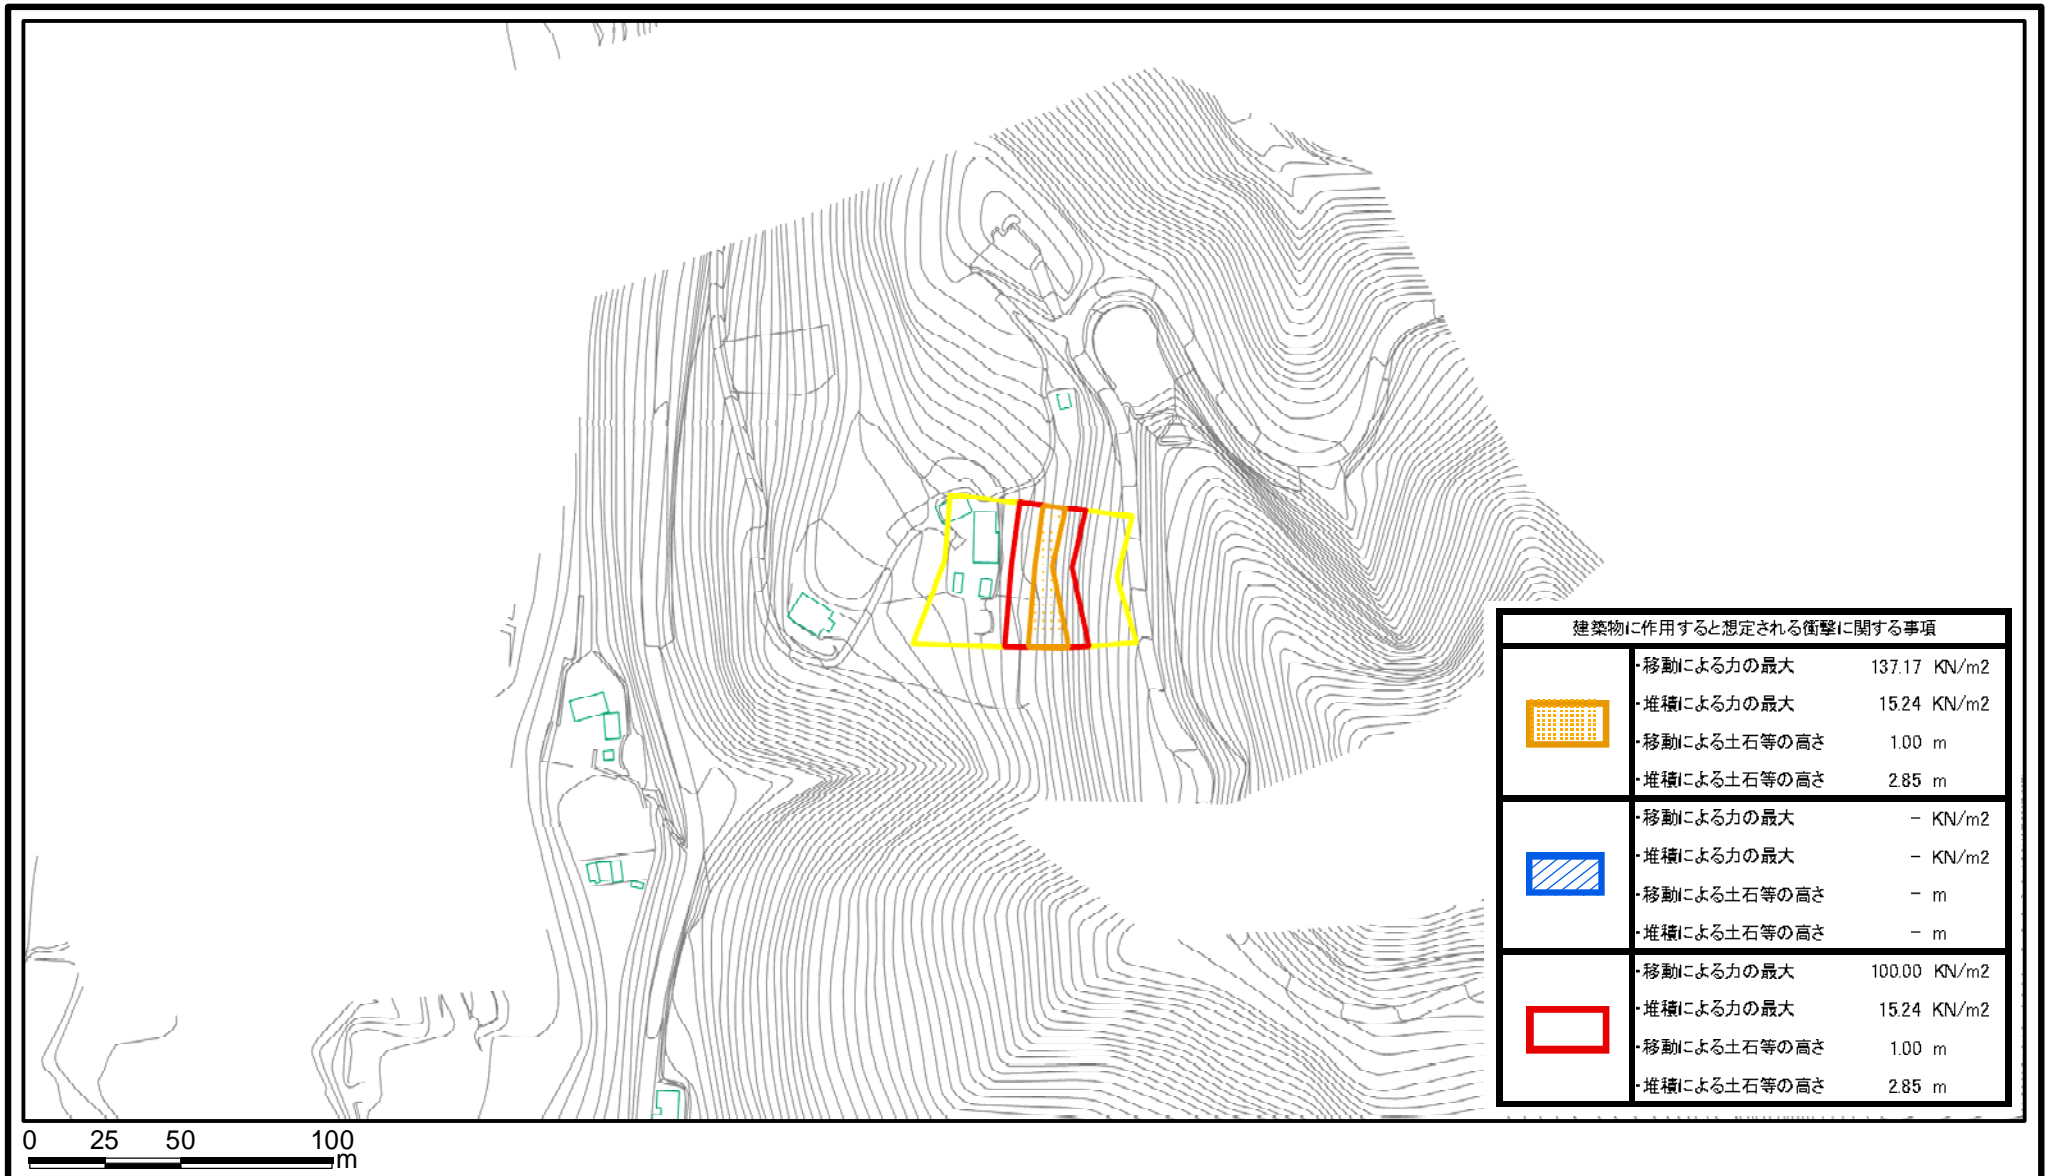 建築物に作用すると想定される衝撃に関する事項
・移動による力の最大 137.17 KN/m2
・堆積による力の最大 15.24 KN/m2
・移動による土石等の高さ 1.00 m
・堆積による土石等の高さ 2.85 m
・移動による力の最大 − KN/m2
・堆積による力の最大 − KN/m2
・移動による土石等の高さ − m
・堆積による土石等の高さ − m
・移動による力の最大 100.00 KN/m2
・堆積による力の最大 15.24 KN/m2
・移動による土石等の高さ 1.00 m
・堆積による土石等の高さ 2.85 m
0 25 50 100
m